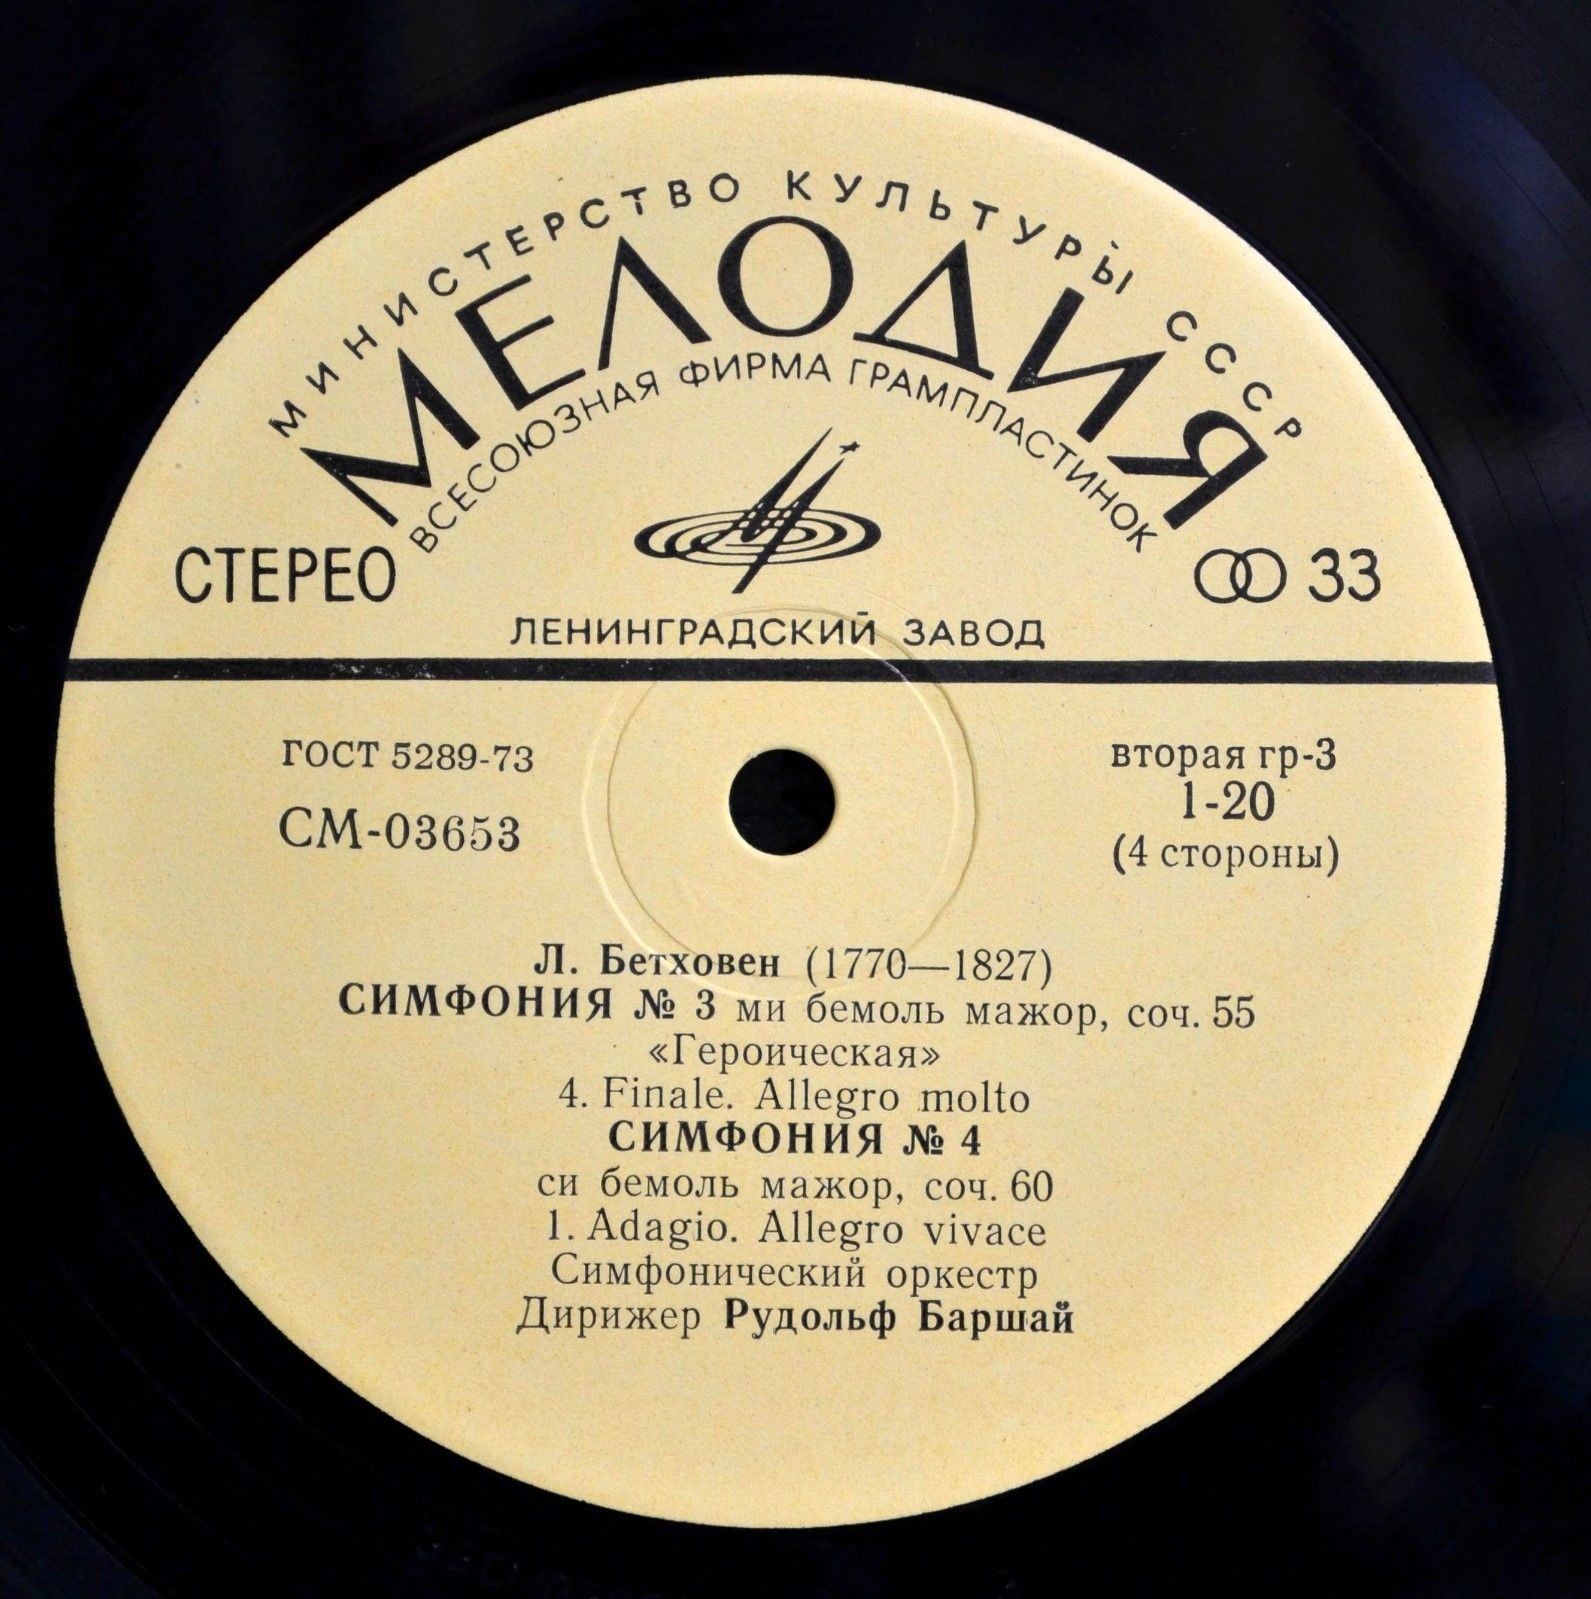 МИНИСТЕРСТВО КУЛЬТУРЫ СССР
МЕЛОДИЯ
ВСЕСОЮЗНАЯ ФИРМА ГРАМПЛАСТИНОК
СТЕРЕО
33
ЛЕНИНГРАДСКИЙ ЗАВОД
ГОСТ 5289-73
вторая гр-3
СМ-03653
1-20
(4 стороны)
Л. Бетховен (1770—1827)
СИМФОНИЯ № 3 ми бемоль мажор, соч. 55
«Героическая»
4. Finale. Allegro molto
СИМФОНИЯ № 4
си бемоль мажор, соч. 60
1. Adagio. Allegro vivace
Симфонический оркестр
Дирижер Рудольф Баршай